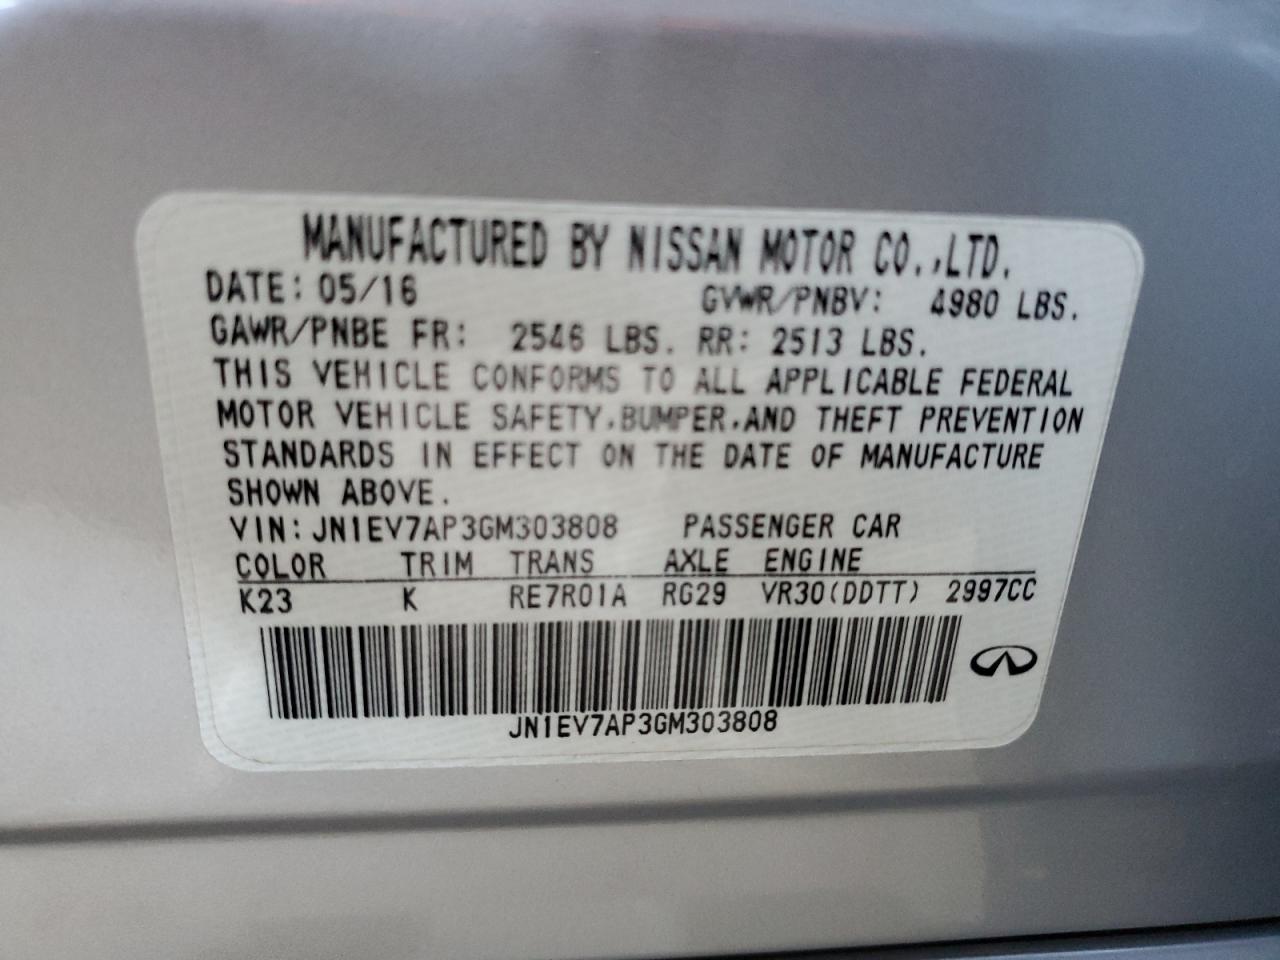 MANUFACTURED BY NISSAN MOTOR CO.,LTD.
DATE: 05/16 GVWR/PNBV: 4980 LBS.
GAWR/PNBE FR: 2546 LBS. RR: 2513 LBS.
THIS VEHICLE CONFORMS TO ALL APPLICABLE FEDERAL
MOTOR VEHICLE SAFETY,BUMPER,AND THEFT PREVENTION
STANDARDS IN EFFECT ON THE DATE OF MANUFACTURE
SHOWN ABOVE.
VIN: JN1EV7AP3GM303808 PASSENGER CAR
COLOR TRIM TRANS AXLE ENGINE
K23 K RE7R01A RG29 VR30(DDTT) 2997CC
JN1EV7AP3GM303808